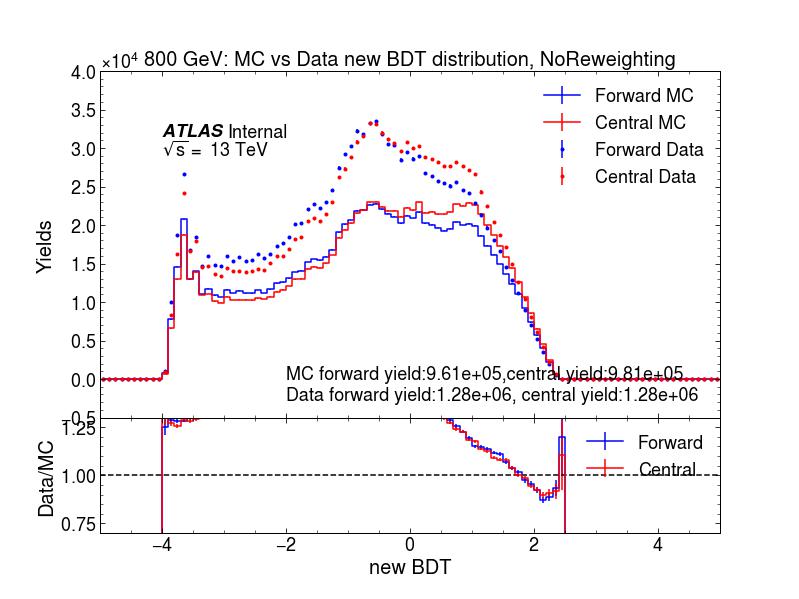 ×10⁴ 800 GeV: MC vs Data new BDT distribution, NoReweighting
4.0
3.5
3.0
2.5
2.0
1.5
1.0
0.5
0.0
0.5
Yields
ATLAS Internal
√s = 13 TeV
Forward MC
Central MC
Forward Data
Central Data
MC forward yield:9.61e+05,central yield:9.81e+05
Data forward yield:1.28e+06, central yield:1.28e+06
1.25
1.00
0.75
Data/MC
Forward
Central
−4 −2 0 2 4
new BDT